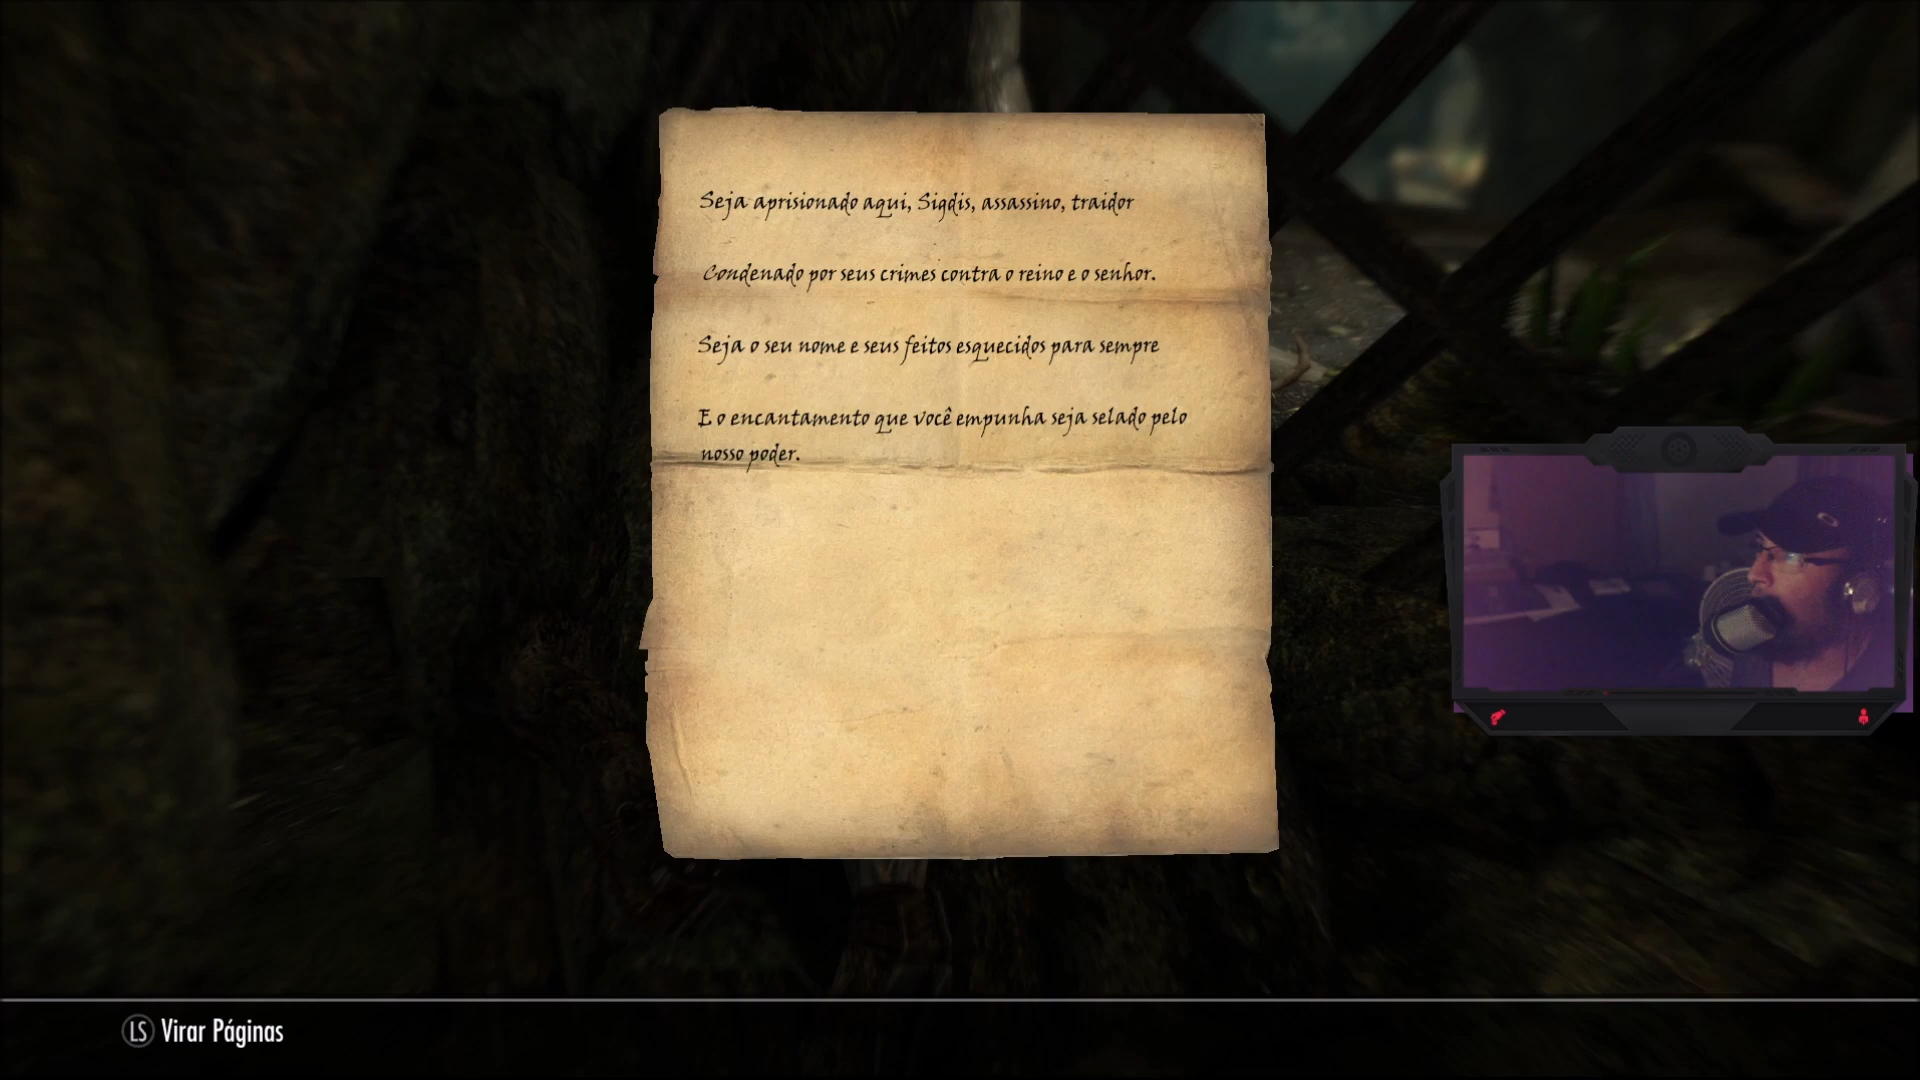 Seja aprisionado aqui, Sigdis, assassino, traidor
Condenado por seus crimes contra o reino e o senhor.
Seja o seu nome e seus feitos esquecidos para sempre
E o encantamento que você empunha seja selado pelo
nosso poder.
LS Virar Páginas